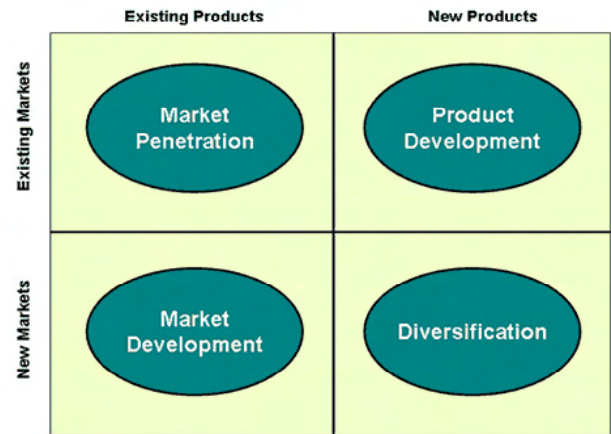 Existing Products
New Products
Existing Markets
Market
Penetration
Product
Development
New Markets
Market
Development
Diversification